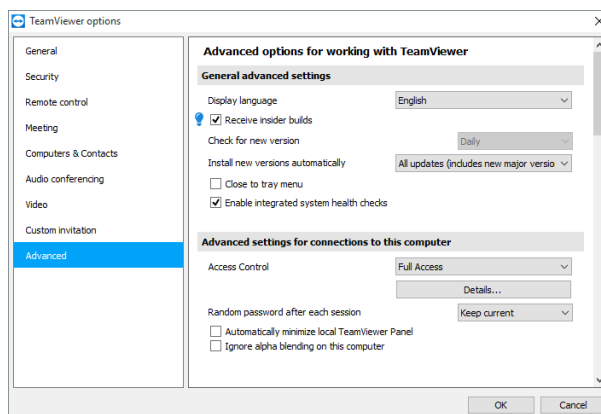 TeamViewer options
General
Security
Remote control
Meeting
Computers & Contacts
Audio conferencing
Video
Custom invitation
Advanced
Advanced options for working with TeamViewer
General advanced settings
Display language English
Receive insider builds
Check for new version Daily
Install new versions automatically All updates (includes new major versio
Close to tray menu
Enable integrated system health checks
Advanced settings for connections to this computer
Access Control Full Access
Details...
Random password after each session Keep current
Automatically minimize local TeamViewer Panel
Ignore alpha blending on this computer
OK Cancel